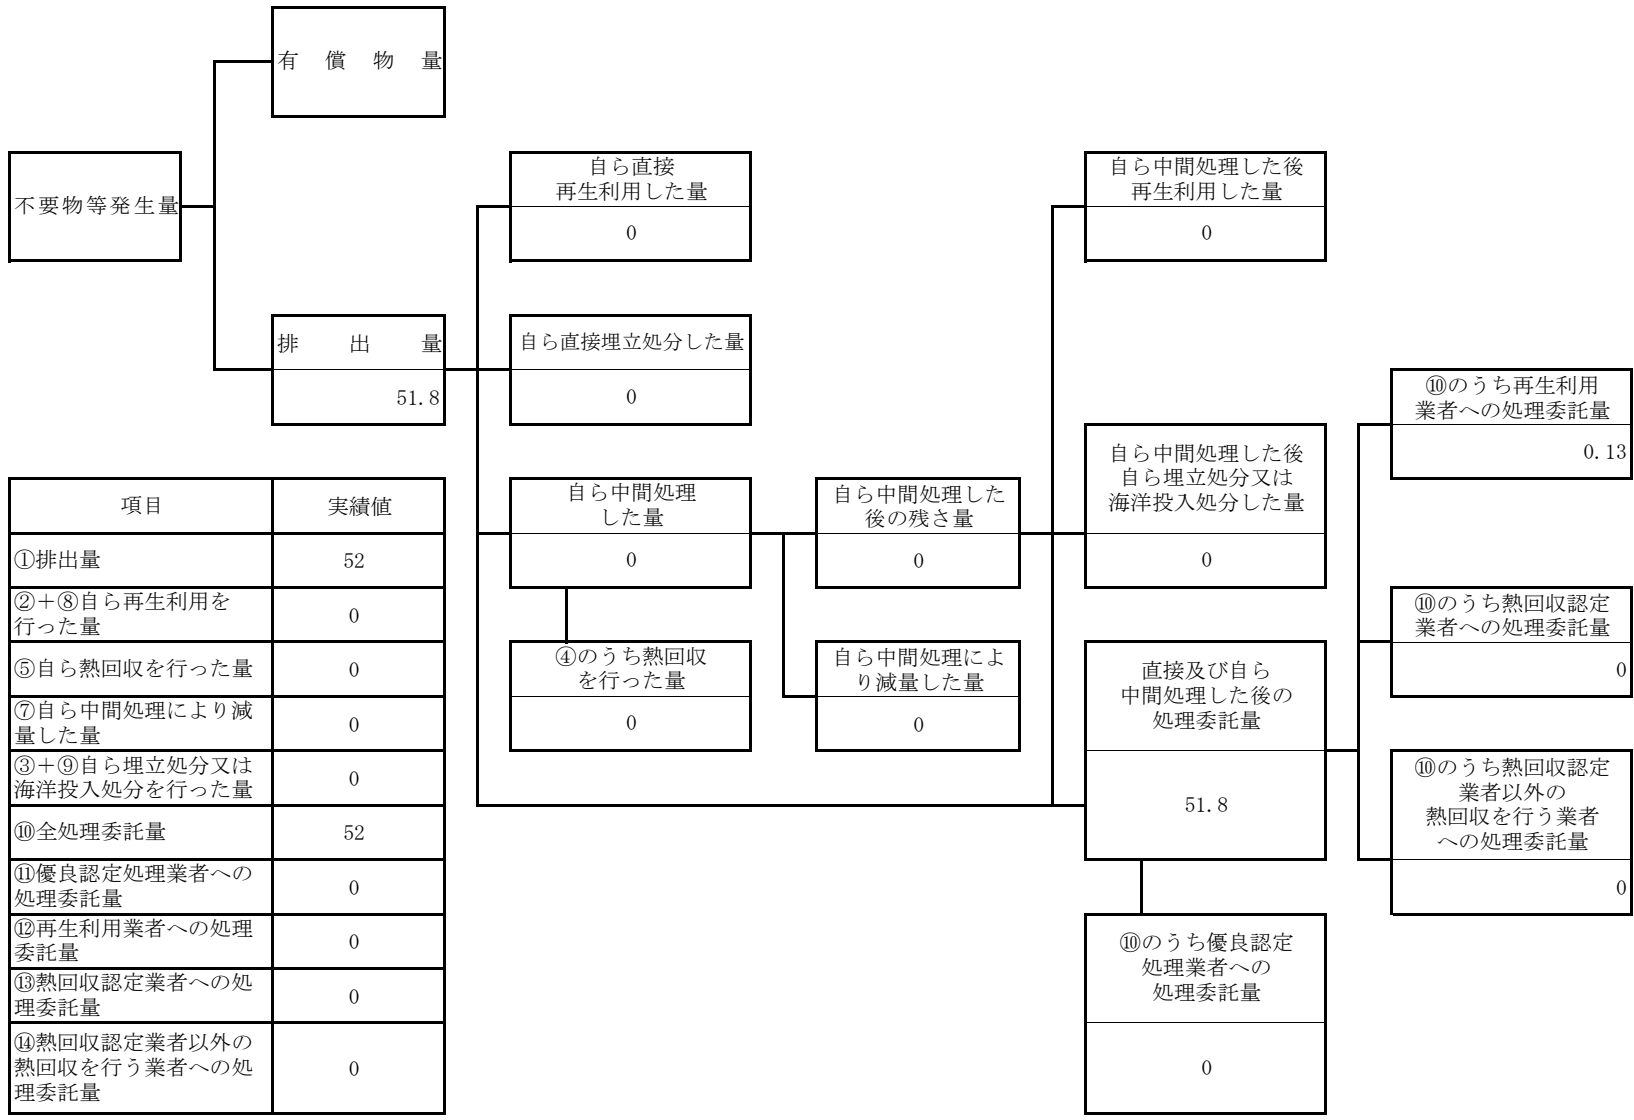 有償物量
不要物等発生量
排出量
51.8
自ら直接
再生利用した量
0
自ら直接埋立処分した量
0
自ら中間処理
した量
0
④のうち熱回収
を行った量
0
自ら中間処理した
後の残さ量
0
自ら中間処理によ
り減量した量
0
自ら中間処理した後
再生利用した量
0
自ら中間処理した後
自ら埋立処分又は
海洋投入処分した量
0
直接及び自ら
中間処理した後の
処理委託量
51.8
⑩のうち優良認定
処理業者への
処理委託量
0
⑩のうち再生利用
業者への処理委託量
0.13
⑩のうち熱回収認定
業者への処理委託量
0
⑩のうち熱回収認定
業者以外の
熱回収を行う業者
への処理委託量
0
項目 実績値
①排出量 52
②+⑧自ら再生利用を
行った量 0
⑤自ら熱回収を行った量 0
⑦自ら中間処理により減
量した量 0
③+⑨自ら埋立処分又は
海洋投入処分を行った量 0
⑩全処理委託量 52
⑪優良認定処理業者への
処理委託量 0
⑫再生利用業者への処理
委託量 0
⑬熱回収認定業者への処
理委託量 0
⑭熱回収認定業者以外の
熱回収を行う業者への処
理委託量 0